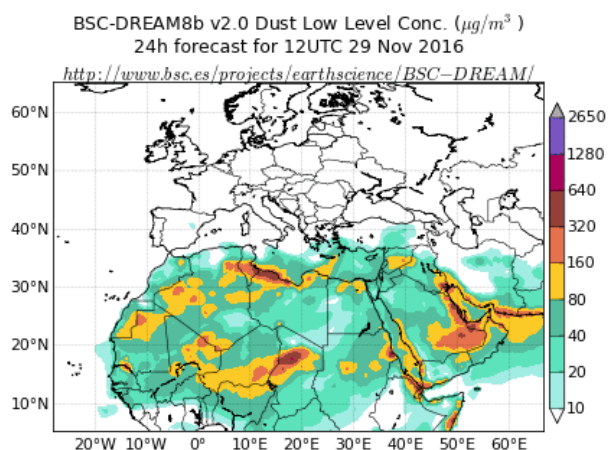 BSC-DREAM8b v2.0 Dust Low Level Conc. (μg/m³ )
24h forecast for 12UTC 29 Nov 2016
http://www.bsc.es/projects/earthscience/BSC−DREAM/
60°N
50°N
40°N
30°N
20°N
10°N
20°W 10°W 0° 10°E 20°E 30°E 40°E 50°E 60°E
2650
1280
640
320
160
80
40
20
10